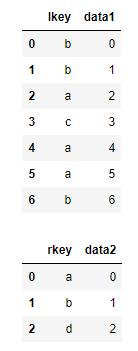 lkey data1
0 b 0
1 b 1
2 a 2
3 c 3
4 a 4
5 a 5
6 b 6
rkey data2
0 a 0
1 b 1
2 d 2